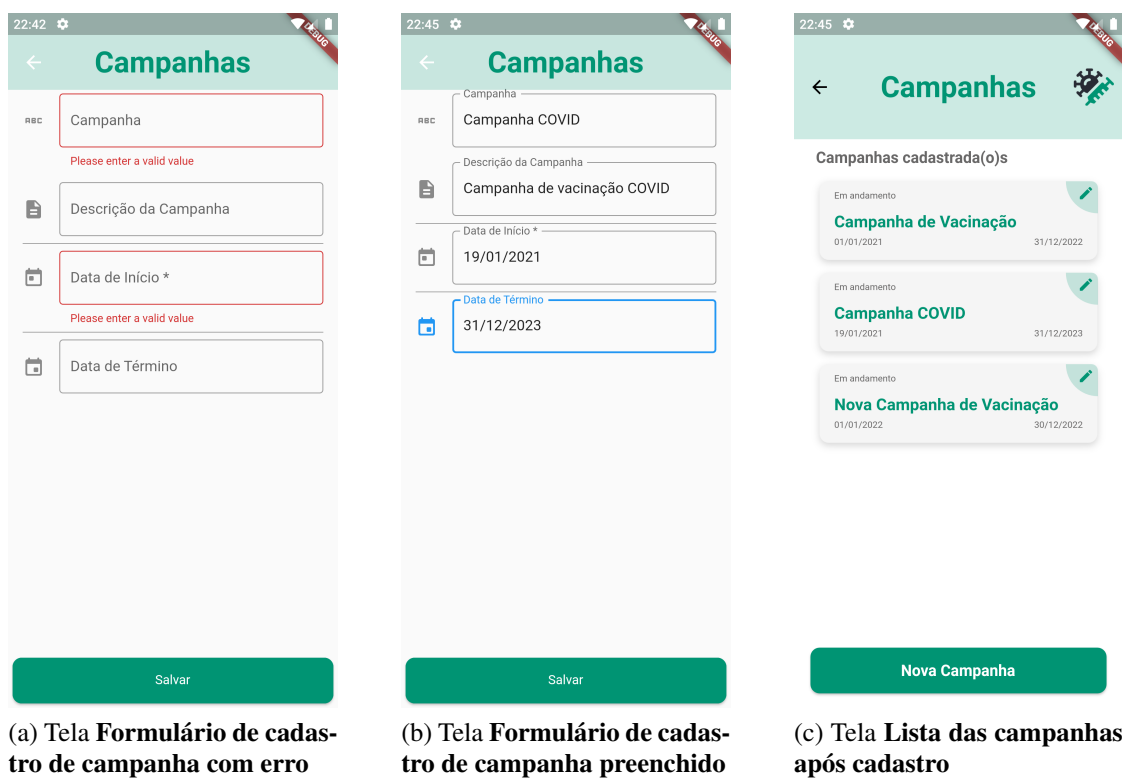 22:42
DEBUG
Campanhas
ABC
Campanha
Please enter a valid value
Descrição da Campanha
Data de Início *
Please enter a valid value
Data de Término
Salvar
(a) Tela Formulário de cadas-
tro de campanha com erro
22:45
DEBUG
Campanhas
Campanha
ABC
Campanha COVID
Descrição da Campanha
Campanha de vacinação COVID
Data de Início *
19/01/2021
Data de Término
31/12/2023
Salvar
(b) Tela Formulário de cadas-
tro de campanha preenchido
22:45
DEBUG
Campanhas
Campanhas cadastrada(o)s
Em andamento
Campanha de Vacinação
01/01/2021 31/12/2022
Em andamento
Campanha COVID
19/01/2021 31/12/2023
Em andamento
Nova Campanha de Vacinação
01/01/2022 30/12/2022
Nova Campanha
(c) Tela Lista das campanhas
após cadastro